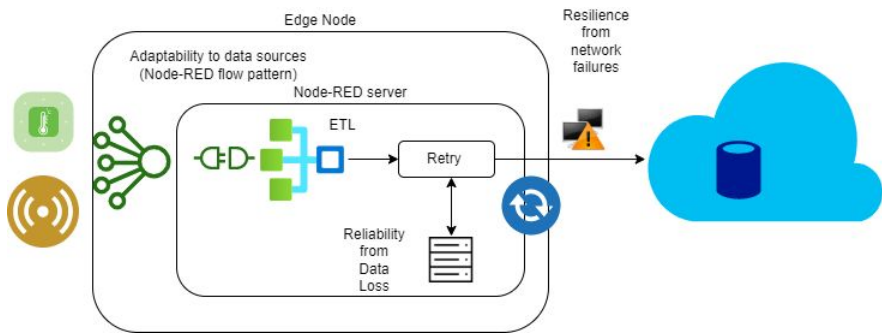 Edge Node
Resilience
from
network
failures
Adaptability to data sources
(Node-RED flow pattern)
Node-RED server
ETL
Retry
Reliability
from
Data
Loss